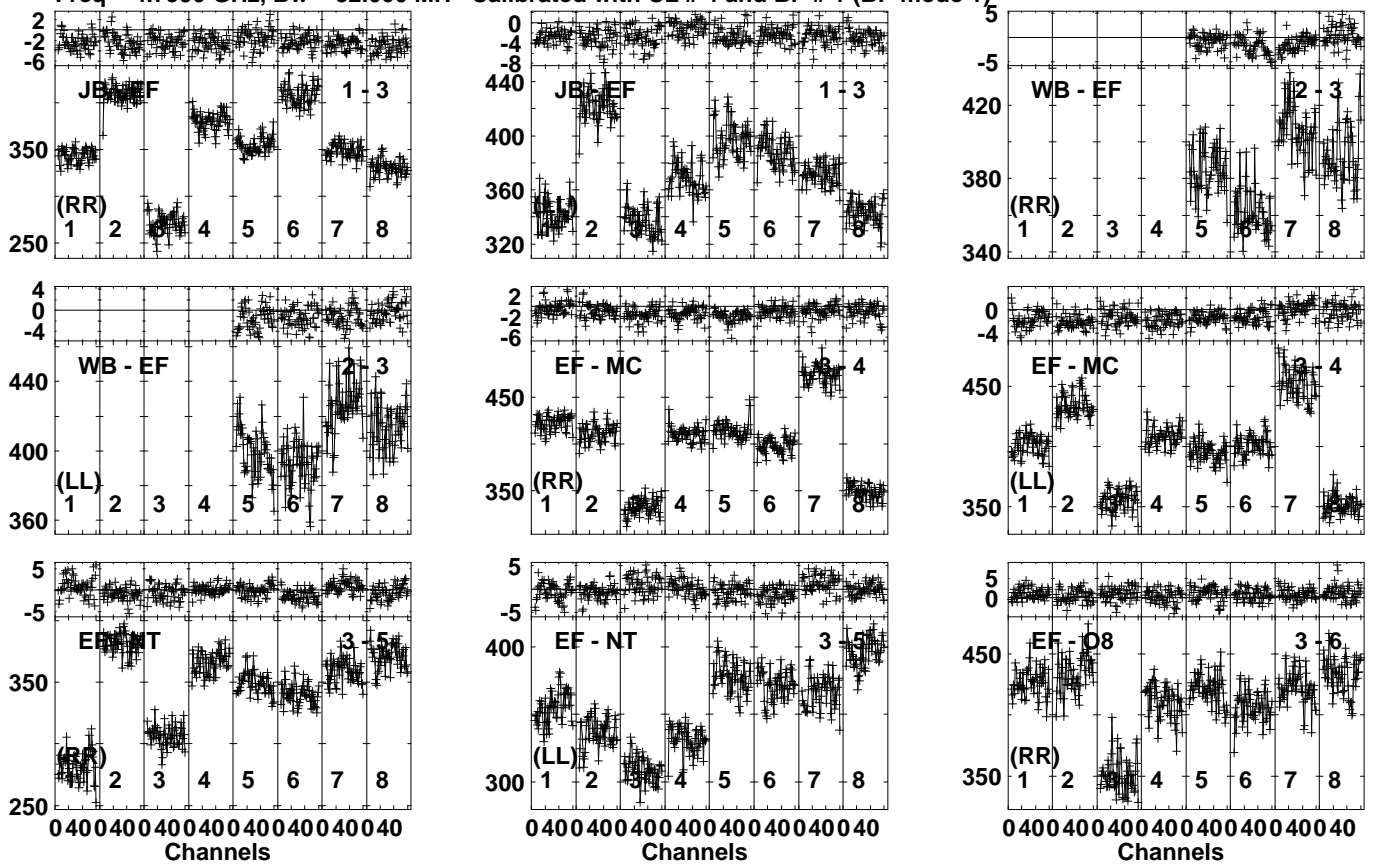 0 -2 -6
0 -4 -8
5 -5
JB - EF 1 - 3
JB - EF 1 - 3
WB - EF 2 - 3
350 250
440 400 360 320
420 380 340
(RR)
(LL)
(RR)
1 2 3 4 5 6 7 8
1 2 3 4 5 6 7 8
1 2 3 4 5 6 7 8
4 0 -4
2 -2 -6
0 -4
WB - EF 2 - 3
EF - MC 3 - 4
EF - MC 3 - 4
440 400 360
450 350
450 350
(LL)
(RR)
(LL)
1 2 3 4 5 6 7 8
1 2 3 4 5 6 7 8
1 2 3 4 5 6 7 8
5 -5
5 -5
5 0
EF - NT 3 - 5
EF - NT 3 - 5
EF - O8 3 - 6
350 250
400 300
450 350
(RR)
(LL)
(RR)
1 2 3 4 5 6 7 8
1 2 3 4 5 6 7 8
1 2 3 4 5 6 7 8
0 40 0 40 0 40 0 40 0 40 0 40 0 40 0 40
0 40 0 40 0 40 0 40 0 40 0 40 0 40 0 40
0 40 0 40 0 40 0 40 0 40 0 40 0 40 0 40
Channels
Channels
Channels